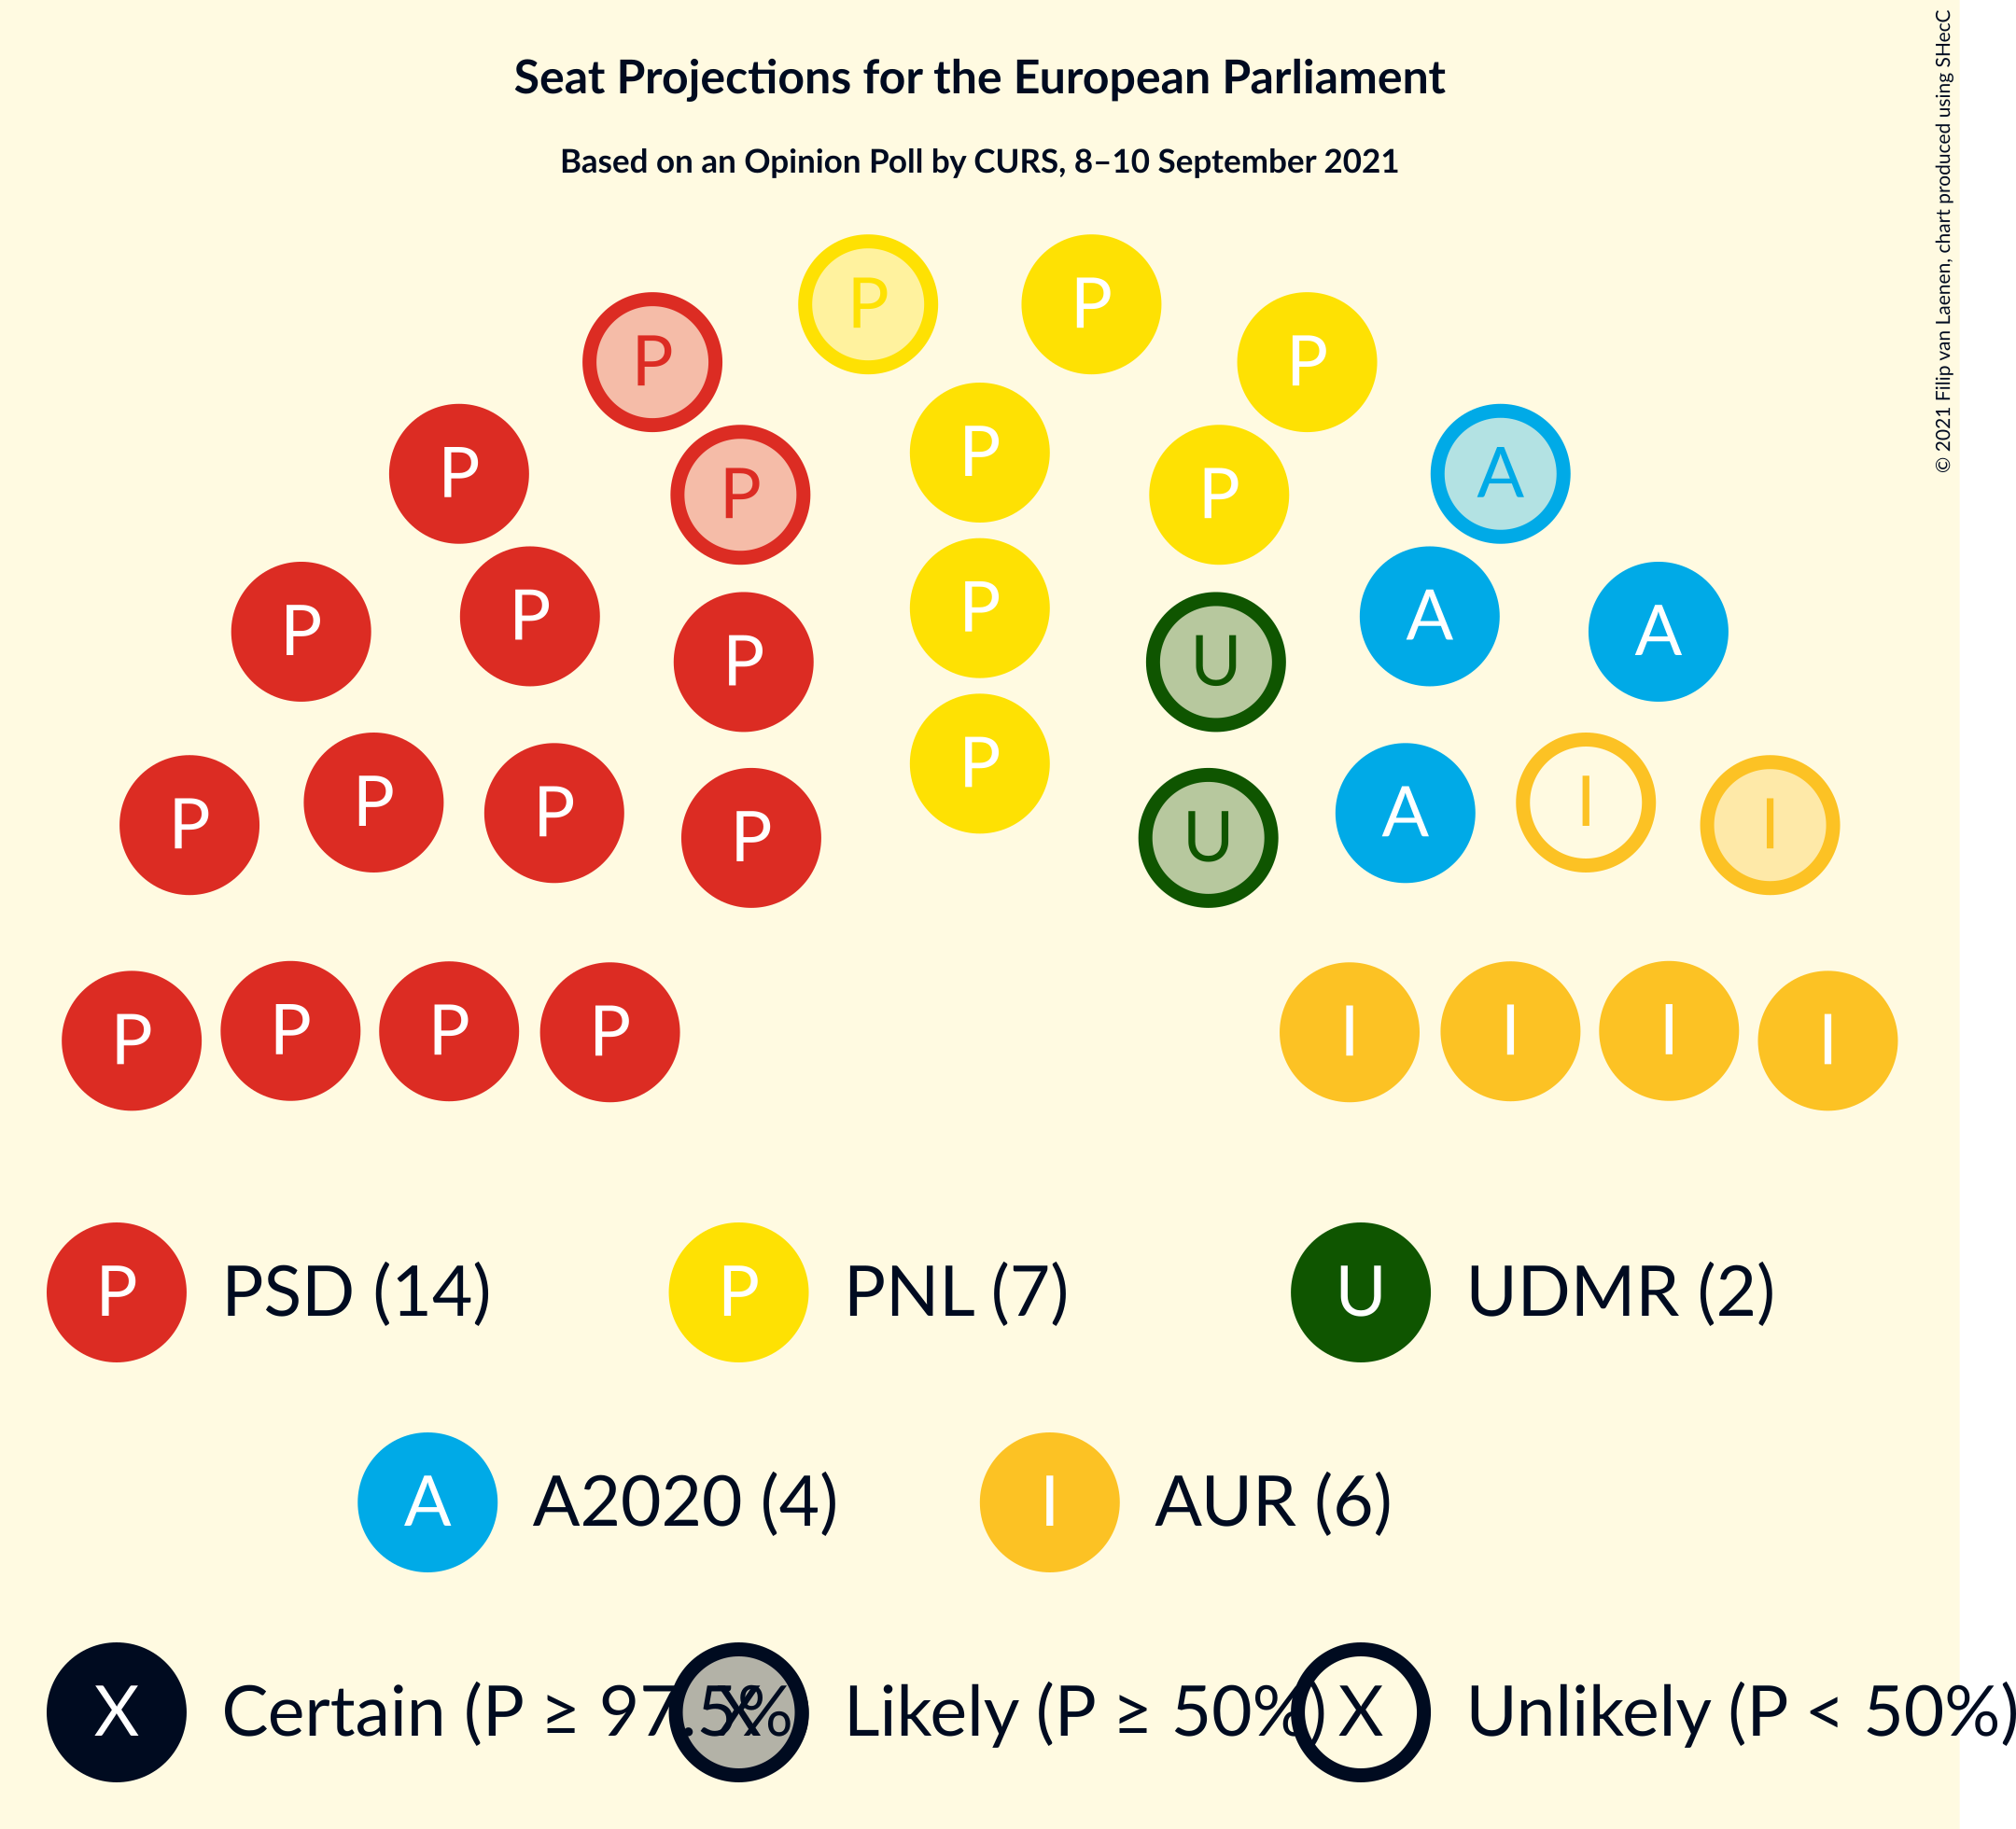 Seat Projections for the European Parliament
Based on an Opinion Poll by CURS, 8–10 September 2021
© 2021 Filip van Laenen, chart produced using SHecC
P P P
P P A
P P P
P P P A A
P U
P P P P A I I
P U
P P P P I I I I
P PSD (14) P PNL (7) U UDMR (2)
A A2020 (4) I AUR (6)
X Certain (P ≥ 97.5% X Likely (P ≥ 50%) X Unlikely (P < 50%)